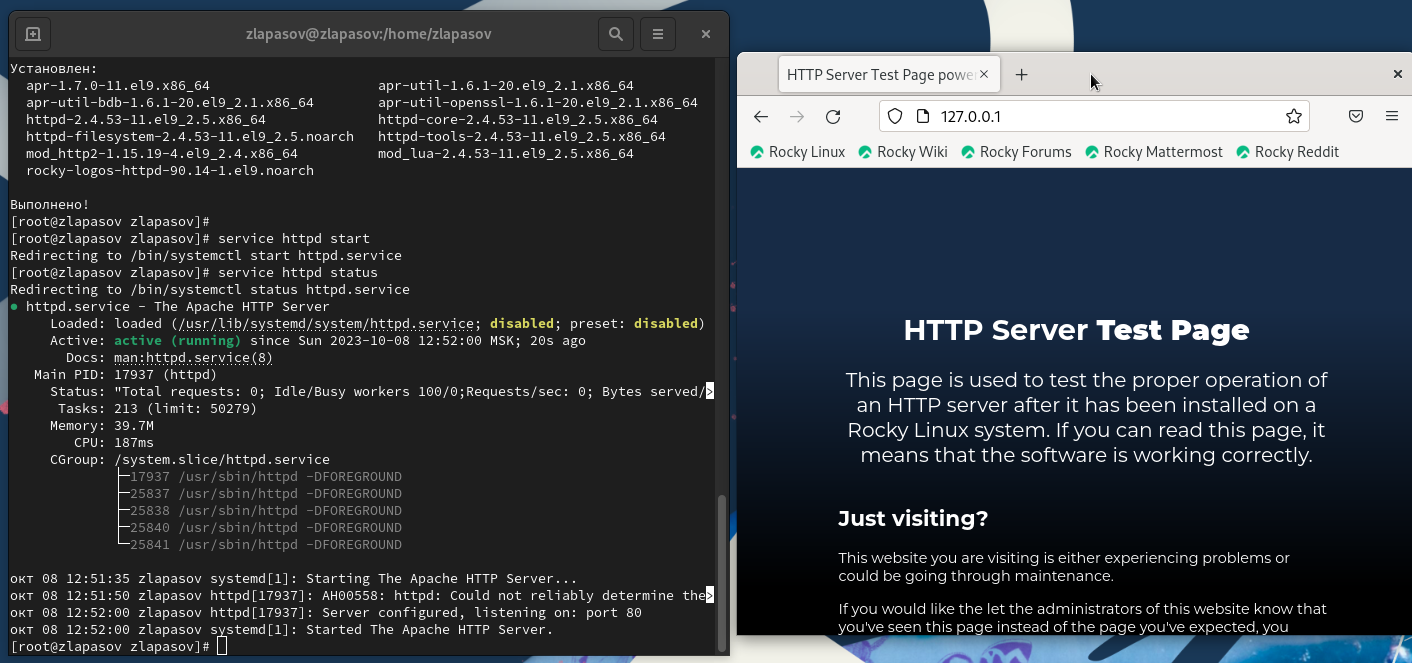 zlapasov@zlapasov:/home/zlapasov
Установлен:
apr-1.7.0-11.el9.x86_64 apr-util-1.6.1-20.el9_2.1.x86_64
apr-util-bdb-1.6.1-20.el9_2.1.x86_64 apr-util-openssl-1.6.1-20.el9_2.1.x86_64
httpd-2.4.53-11.el9_2.5.x86_64 httpd-core-2.4.53-11.el9_2.5.x86_64
httpd-filesystem-2.4.53-11.el9_2.5.noarch httpd-tools-2.4.53-11.el9_2.5.x86_64
mod_http2-1.15.19-4.el9_2.4.x86_64 mod_lua-2.4.53-11.el9_2.5.x86_64
rocky-logos-httpd-90.14-1.el9.noarch
Выполнено!
[root@zlapasov zlapasov]#
[root@zlapasov zlapasov]# service httpd start
Redirecting to /bin/systemctl start httpd.service
[root@zlapasov zlapasov]# service httpd status
Redirecting to /bin/systemctl status httpd.service
● httpd.service - The Apache HTTP Server
Loaded: loaded (/usr/lib/systemd/system/httpd.service; disabled; preset: disabled)
Active: active (running) since Sun 2023-10-08 12:52:00 MSK; 20s ago
Docs: man:httpd.service(8)
Main PID: 17937 (httpd)
Status: "Total requests: 0; Idle/Busy workers 100/0;Requests/sec: 0; Bytes served/>
Tasks: 213 (limit: 50279)
Memory: 39.7M
CPU: 187ms
CGroup: /system.slice/httpd.service
├─17937 /usr/sbin/httpd -DFOREGROUND
├─25837 /usr/sbin/httpd -DFOREGROUND
├─25838 /usr/sbin/httpd -DFOREGROUND
├─25840 /usr/sbin/httpd -DFOREGROUND
└─25841 /usr/sbin/httpd -DFOREGROUND
окт 08 12:51:35 zlapasov systemd[1]: Starting The Apache HTTP Server...
окт 08 12:51:50 zlapasov httpd[17937]: AH00558: httpd: Could not reliably determine the>
окт 08 12:52:00 zlapasov httpd[17937]: Server configured, listening on: port 80
окт 08 12:52:00 zlapasov systemd[1]: Started The Apache HTTP Server.
[root@zlapasov zlapasov]#
HTTP Server Test Page powe
127.0.0.1
Rocky Linux Rocky Wiki Rocky Forums Rocky Mattermost Rocky Reddit
HTTP Server Test Page
This page is used to test the proper operation of
an HTTP server after it has been installed on a
Rocky Linux system. If you can read this page, it
means that the software is working correctly.
Just visiting?
This website you are visiting is either experiencing problems or
could be going through maintenance.
If you would like the let the administrators of this website know that
you've seen this page instead of the page you've expected, you